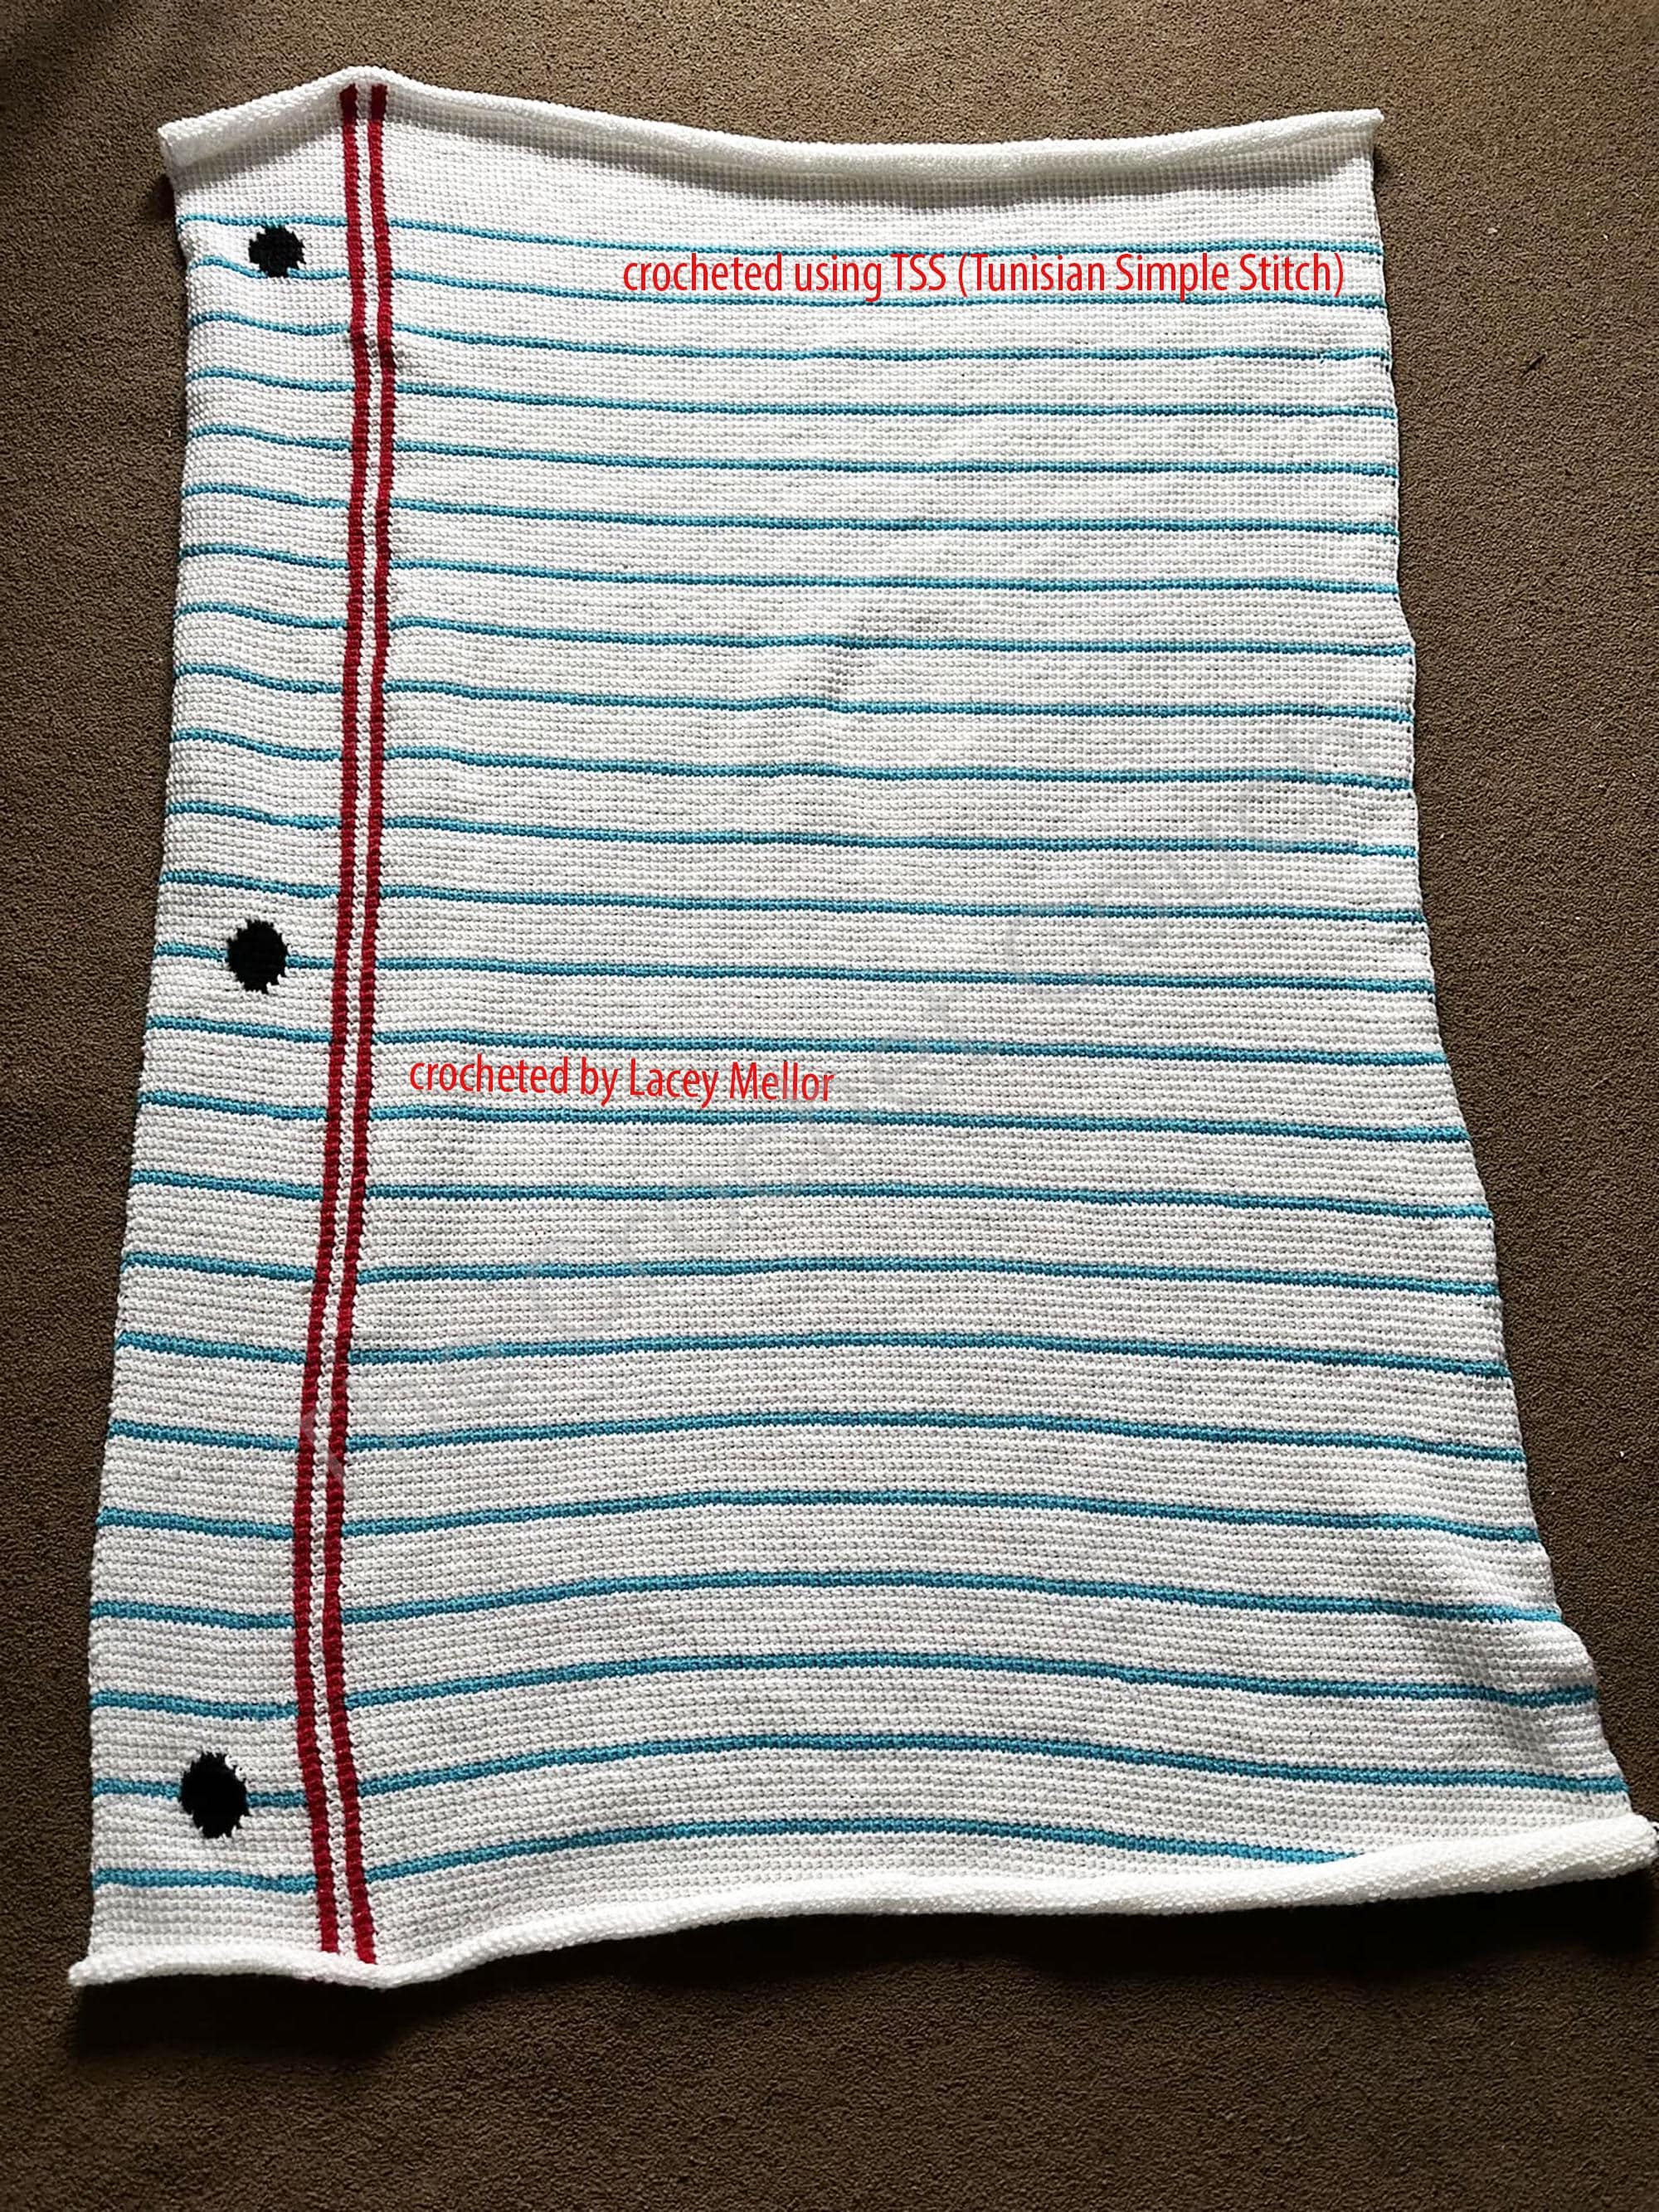 crocheted using TSS (Tunisian Simple Stitch)
crocheted by Lacey Mellor